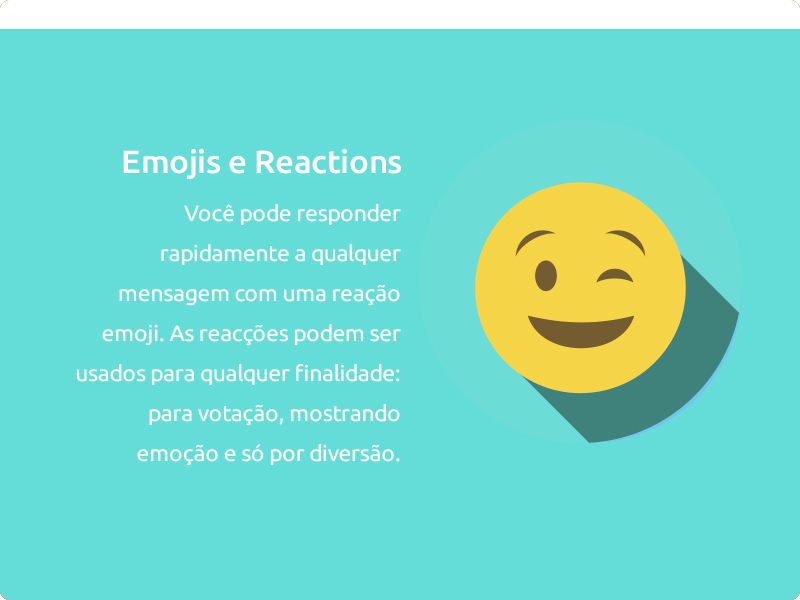 Emojis e Reactions
Você pode responder
rapidamente a qualquer
mensagem com uma reação
emoji. As reacções podem ser
usados para qualquer finalidade:
para votação, mostrando
emoção e só por diversão.